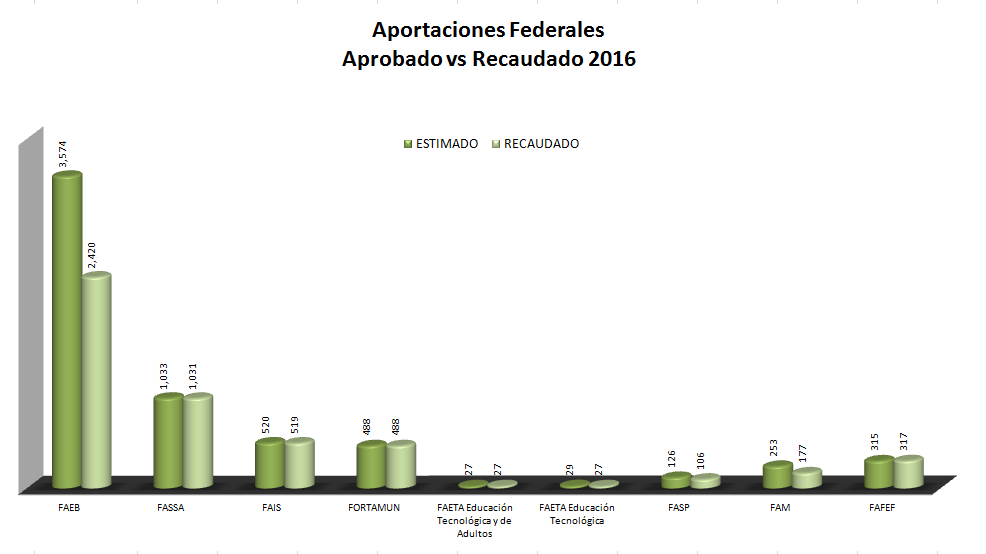 Aportaciones Federales
Aprobado vs Recaudado 2016
ESTIMADO
RECAUDADO
3,574
2,420
1,033
1,031
520
519
488
488
27
27
29
27
126
106
253
177
315
317
FAEB
FASSA
FAIS
FORTAMUN
FAETA Educación
Tecnológica y de
Adultos
FAETA Educación
Tecnológica
FASP
FAM
FAFEF